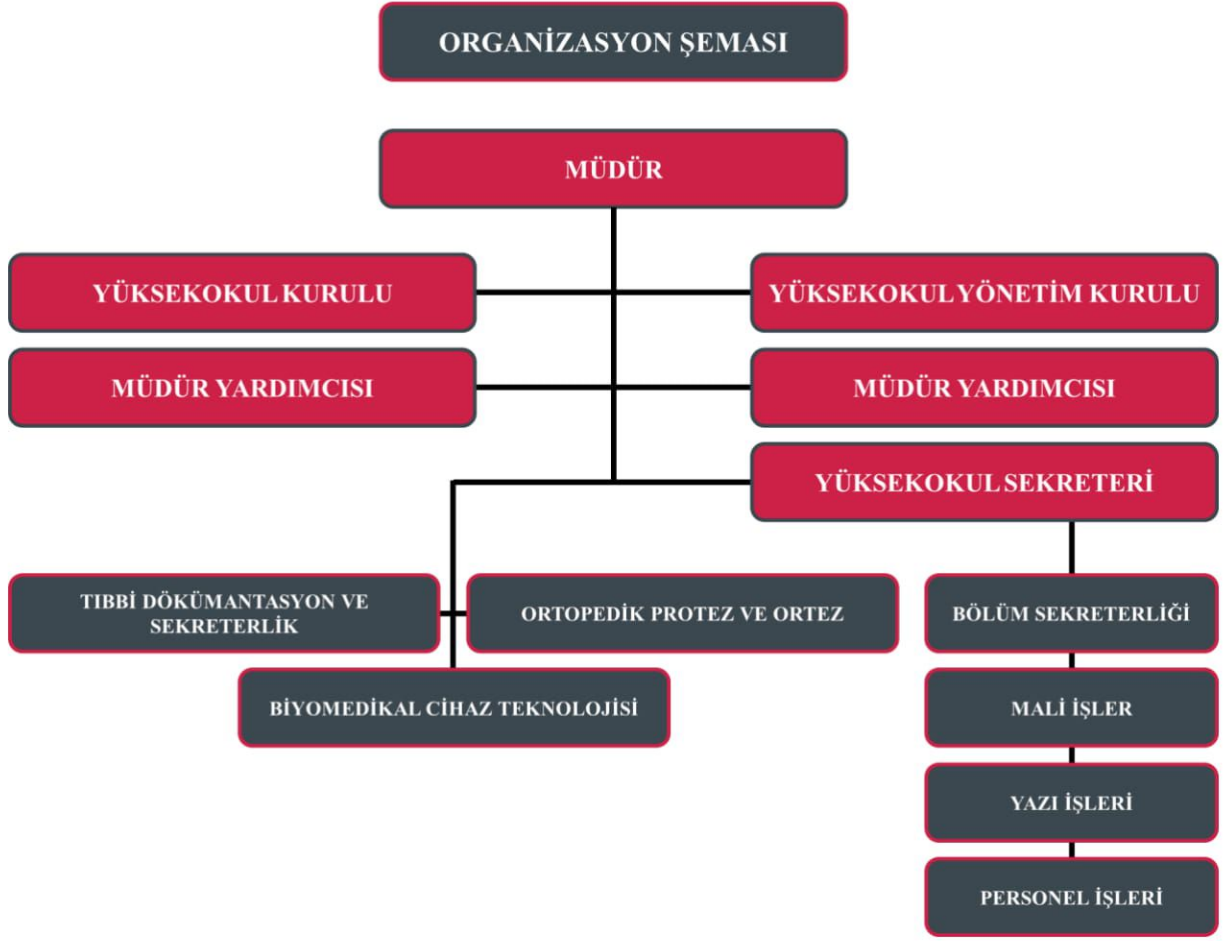 ORGANİZASYON ŞEMASI
MÜDÜR
YÜKSEKOKUL KURULU
YÜKSEKOKUL YÖNETİM KURULU
MÜDÜR YARDIMCISI
MÜDÜR YARDIMCISI
YÜKSEKOKUL SEKRETERİ
TIBBİ DÖKÜMANTASYON VE
SEKRETERLİK
ORTOPEDİK PROTEZ VE ORTEZ
BÖLÜM SEKRETERLİĞİ
BİYOMEDİKAL CİHAZ TEKNOLOJİSİ
MALİ İŞLER
YAZI İŞLERİ
PERSONEL İŞLERİ